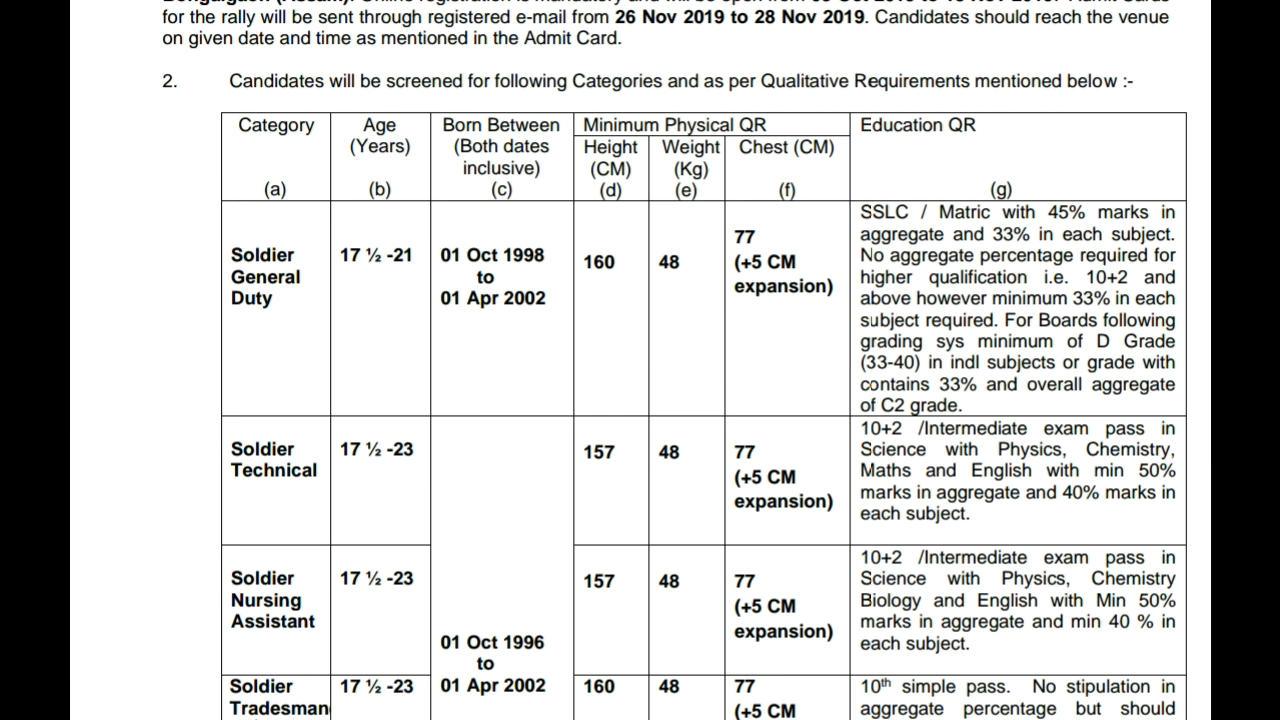 for the rally will be sent through registered e-mail from 26 Nov 2019 to 28 Nov 2019. Candidates should reach the venue
on given date and time as mentioned in the Admit Card.
2. Candidates will be screened for following Categories and as per Qualitative Requirements mentioned below :-
Category
(a)
Age
(Years)
(b)
Born Between
(Both dates
inclusive)
(c)
Minimum Physical QR
Height
(CM)
(d)
Weight
(Kg)
(e)
Chest (CM)
(f)
Education QR
(g)
Soldier
General
Duty
17 ½ -21
01 Oct 1998
to
01 Apr 2002
160
48
77
(+5 CM
expansion)
SSLC / Matric with 45% marks in
aggregate and 33% in each subject.
No aggregate percentage required for
higher qualification i.e. 10+2 and
above however minimum 33% in each
subject required. For Boards following
grading sys minimum of D Grade
(33-40) in indl subjects or grade with
contains 33% and overall aggregate
of C2 grade.
Soldier
Technical
17 ½ -23
157
48
77
(+5 CM
expansion)
10+2 /Intermediate exam pass in
Science with Physics, Chemistry,
Maths and English with min 50%
marks in aggregate and 40% marks in
each subject.
Soldier
Nursing
Assistant
17 ½ -23
01 Oct 1996
to
01 Apr 2002
157
48
77
(+5 CM
expansion)
10+2 /Intermediate exam pass in
Science with Physics, Chemistry
Biology and English with Min 50%
marks in aggregate and min 40 % in
each subject.
Soldier
Tradesman
17 ½ -23
160
48
77
(+5 CM
10th simple pass. No stipulation in
aggregate percentage but should